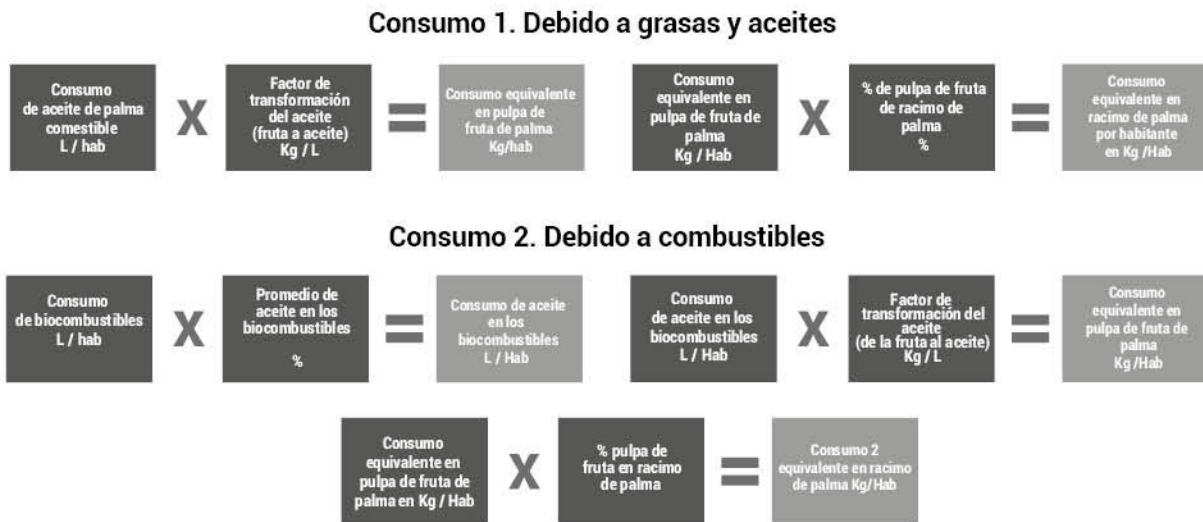 Consumo 1. Debido a grasas y aceites
Consumo
de aceite de palma
comestible
L / hab
X
Factor de
transformación
del aceite
(fruta a aceite)
Kg / L
=
Consumo equivalente
en pulpa de
fruta de palma
Kg/hab
Consumo
equivalente en
pulpa de fruta de
palma
Kg / Hab
X
% de pulpa de fruta
de racimo de
palma
%
=
Consumo
equivalente en
racimo de palma
por habitante
en Kg /Hab
Consumo 2. Debido a combustibles
Consumo
de biocombustibles
L / hab
X
Promedio de
aceite en los
biocombustibles
%
=
Consumo de aceite
en los
biocombustibles
L / Hab
Consumo
de aceite en los
biocombustibles
L / Hab
X
Factor de
transformación del
aceite
(de la fruta al aceite)
Kg / L
=
Consumo
equivalente
en pulpa de fruta de
palma
Kg /Hab
Consumo
equivalente en
pulpa de fruta de
palma en Kg / Hab
X
% pulpa de
fruta en racimo
de palma
=
Consumo 2
equivalente en racimo
de palma Kg/Hab